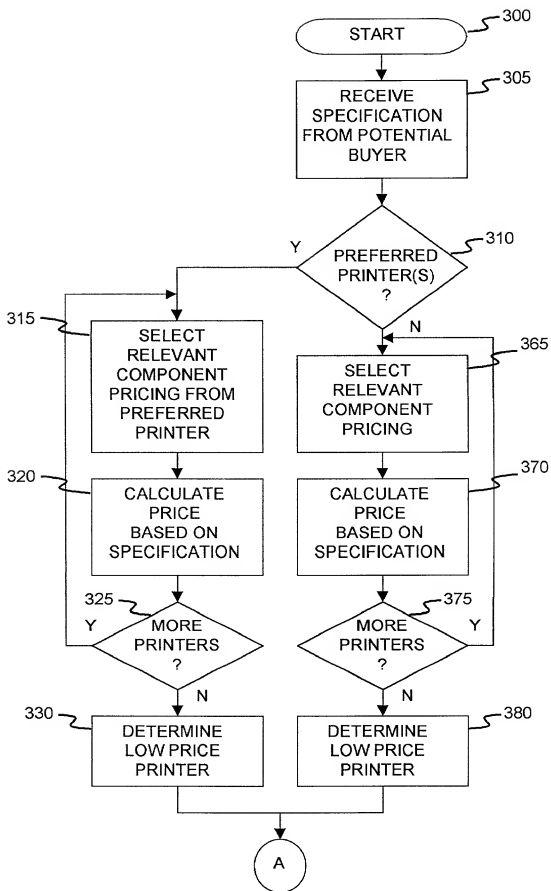 START
300
305
RECEIVE
SPECIFICATION
FROM POTENTIAL
BUYER
310
PREFERRED
PRINTER(S)
?
Y
N
315
SELECT
RELEVANT
COMPONENT
PRICING FROM
PREFERRED
PRINTER
365
SELECT
RELEVANT
COMPONENT
PRICING
320
CALCULATE
PRICE
BASED ON
SPECIFICATION
370
CALCULATE
PRICE
BASED ON
SPECIFICATION
325
Y
MORE
PRINTERS
?
N
375
MORE
PRINTERS
?
Y
N
330
DETERMINE
LOW PRICE
PRINTER
380
DETERMINE
LOW PRICE
PRINTER
A